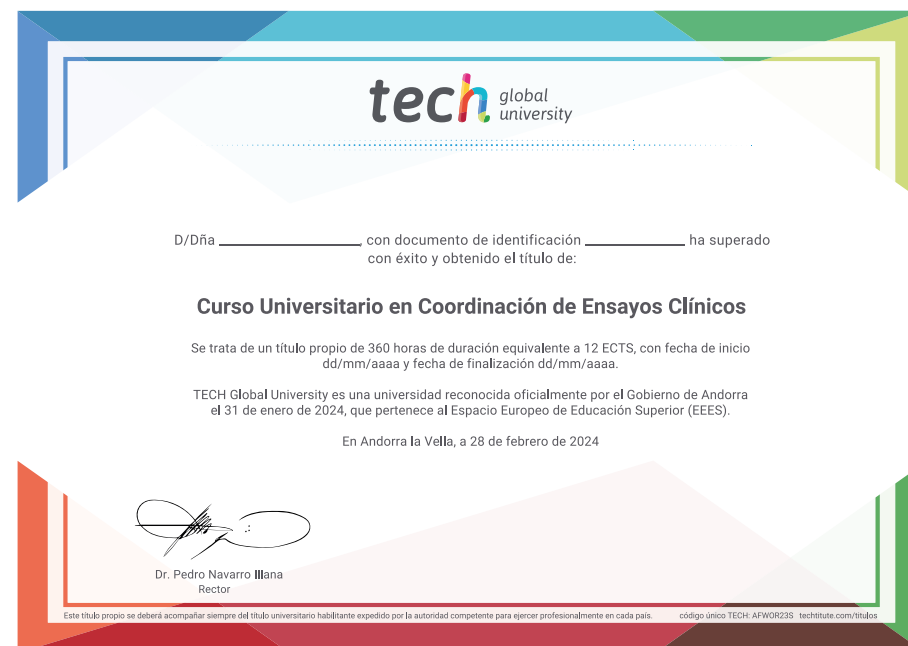 tech global university
D/Dña ______________, con documento de identificación __________ ha superado
con éxito y obtenido el título de:
Curso Universitario en Coordinación de Ensayos Clínicos
Se trata de un título propio de 360 horas de duración equivalente a 12 ECTS, con fecha de inicio
dd/mm/aaaa y fecha de finalización dd/mm/aaaa.
TECH Global University es una universidad reconocida oficialmente por el Gobierno de Andorra
el 31 de enero de 2024, que pertenece al Espacio Europeo de Educación Superior (EEES).
En Andorra la Vella, a 28 de febrero de 2024
Dr. Pedro Navarro Illana
Rector
Este título propio se deberá acompañar siempre del título universitario habilitante expedido por la autoridad competente para ejercer profesionalmente en cada país. código único TECH: AFWOR23S techtitute.com/titulos